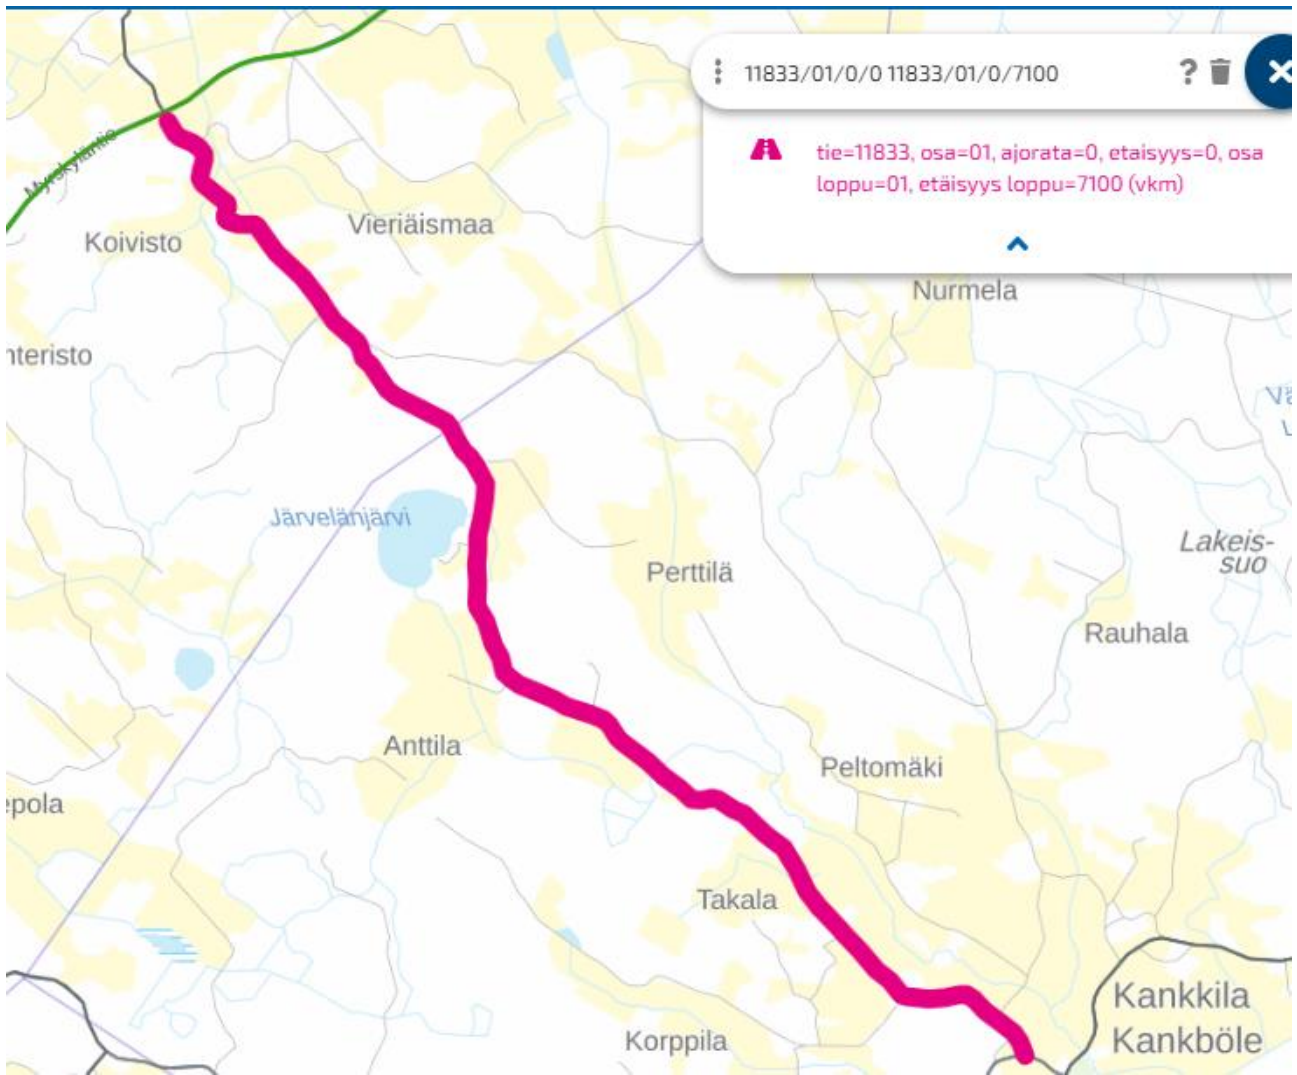 11833/01/0/0 11833/01/0/7100
?
tie=11833, osa=01, ajorata=0, etaisyys=0, osa
loppu=01, etäisyys loppu=7100 (vkm)
Myrskyläntie
Vieriäismaa
Koivisto
Nurmela
nteristo
Järvelänjärvi
Lakeis-
suo
Perttilä
Rauhala
Anttila
Peltomäki
epola
Takala
Kankkila
Kankböle
Korppila